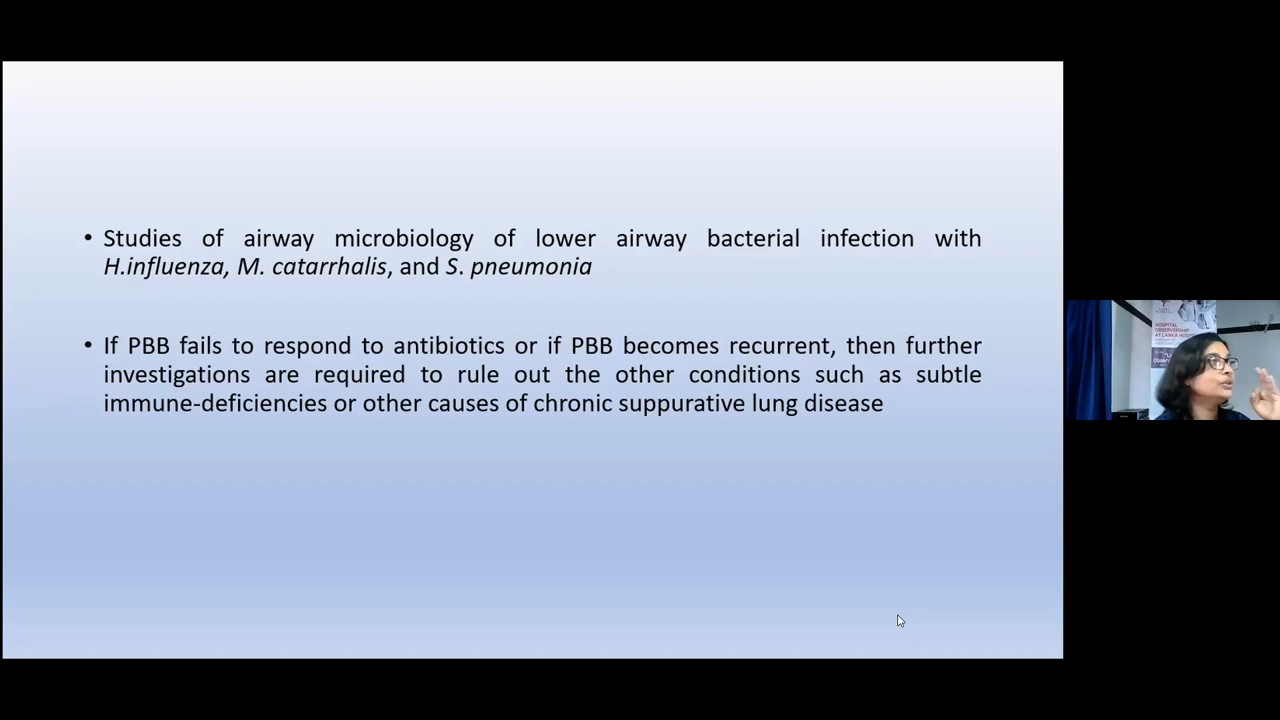 • Studies of airway microbiology of lower airway bacterial infection with
H.influenza, M. catarrhalis, and S. pneumonia
• If PBB fails to respond to antibiotics or if PBB becomes recurrent, then further
investigations are required to rule out the other conditions such as subtle
immune-deficiencies or other causes of chronic suppurative lung disease
HOSPITAL
OBSERVERSHIP